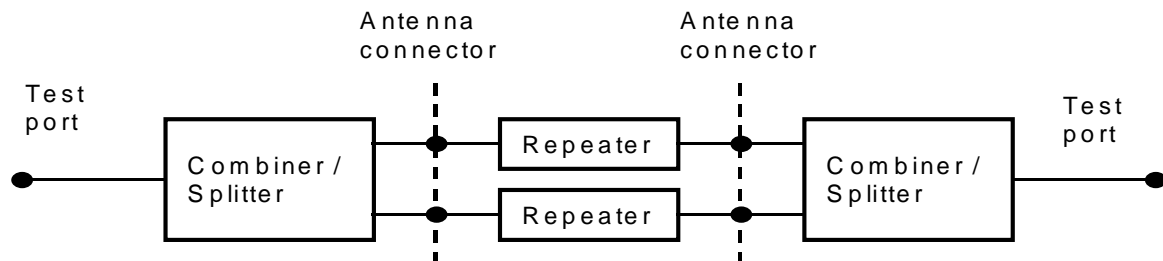 Antenna
connector
Antenna
connector
Test
port
Test
port
Combiner/
Splitter
Repeater
Repeater
Combiner/
Splitter